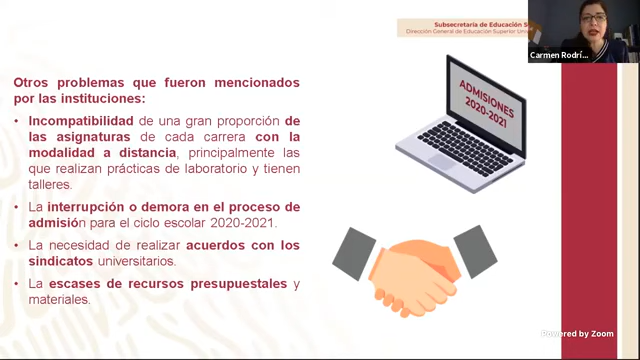 Subsecretaría de Educación
Dirección General de Educación Superior
Carmen Rodrí...
Otros problemas que fueron mencionados
por las instituciones:
• Incompatibilidad de una gran proporción de
las asignaturas de cada carrera con la
modalidad a distancia, principalmente las
que realizan prácticas de laboratorio y tienen
talleres.
• La interrupción o demora en el proceso de
admisión para el ciclo escolar 2020-2021.
• La necesidad de realizar acuerdos con los
sindicatos universitarios.
• La escases de recursos presupuestales y
materiales.
ADMISIONES
2020-2021
Powered by Zoom